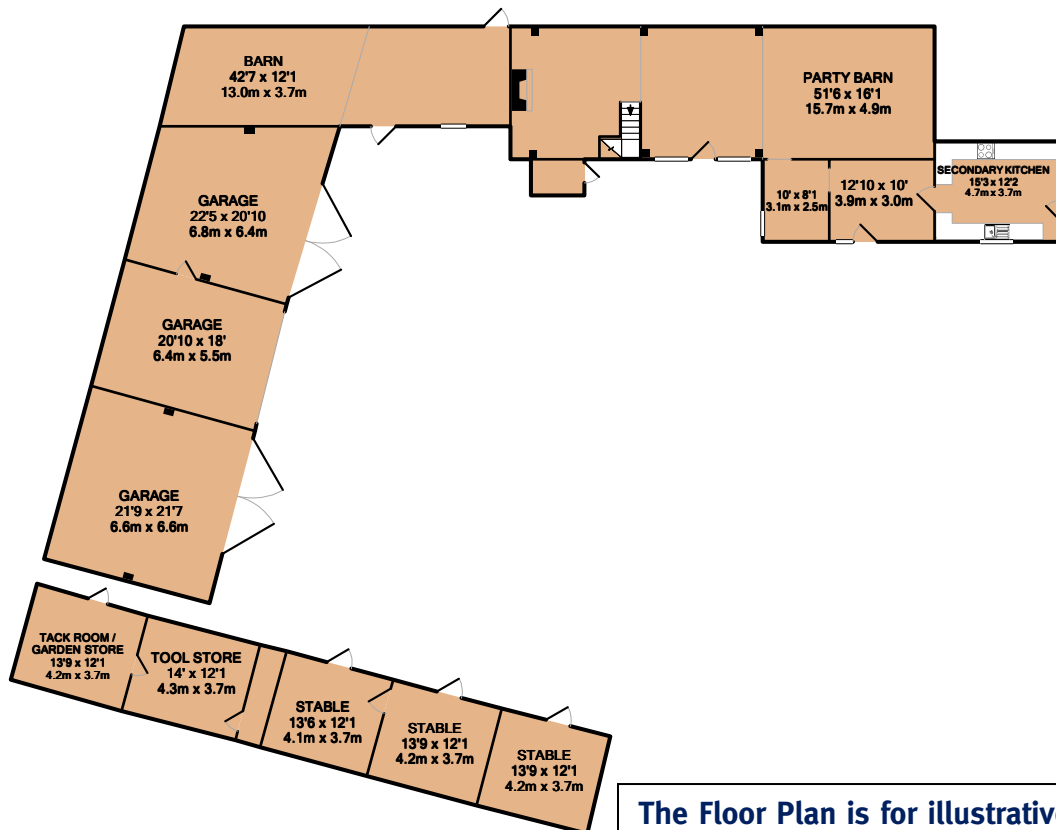 BARN
42'7 x 12'1
13.0m x 3.7m
PARTY BARN
51'6 x 16'1
15.7m x 4.9m
SECONDARY KITCHEN
15'3 x 12'2
4.7m x 3.7m
10' x 8'1
3.1m x 2.5m
12'10 x 10'
3.9m x 3.0m
GARAGE
22'5 x 20'10
6.8m x 6.4m
GARAGE
20'10 x 18'
6.4m x 5.5m
GARAGE
21'9 x 21'7
6.6m x 6.6m
TACK ROOM /
GARDEN STORE
13'9 x 12'1
4.2m x 3.7m
TOOL STORE
14' x 12'1
4.3m x 3.7m
STABLE
13'6 x 12'1
4.1m x 3.7m
STABLE
13'9 x 12'1
4.2m x 3.7m
STABLE
13'9 x 12'1
4.2m x 3.7m
The Floor Plan is for illustrativ